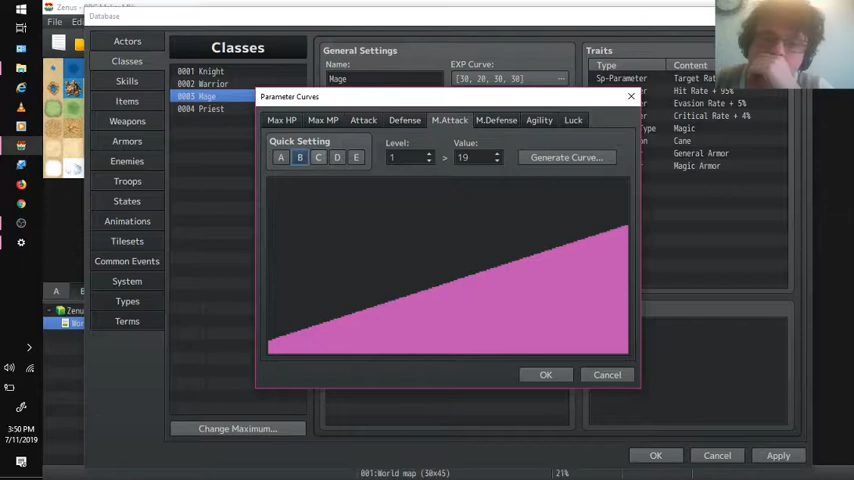 Zenus
File
Database
Actors
Classes
Skills
Items
Weapons
Armors
Enemies
Troops
States
Animations
Tilesets
Common Events
System
Types
Terms
Classes
0001 Knight
0002 Warrior
0003 Mage
0004 Priest
Change Maximum...
General Settings
Name:
Mage
EXP Curve:
[30, 20, 30, 30] ...
Traits
Type Content
Sp-Parameter Target Ra
Hit Rate + 95%
Evasion Rate + 5%
Critical Rate + 4%
Type Magic
Cane
General Armor
Magic Armor
Parameter Curves
Max HP Max MP Attack Defense M.Attack M.Defense Agility Luck
Quick Setting
A B C D E
Level:
1
>
Value:
19
Generate Curve...
OK Cancel
OK Cancel Apply
A B
Zenu
Wor
3:50 PM
7/11/2019
001:World map (30x45) 21%